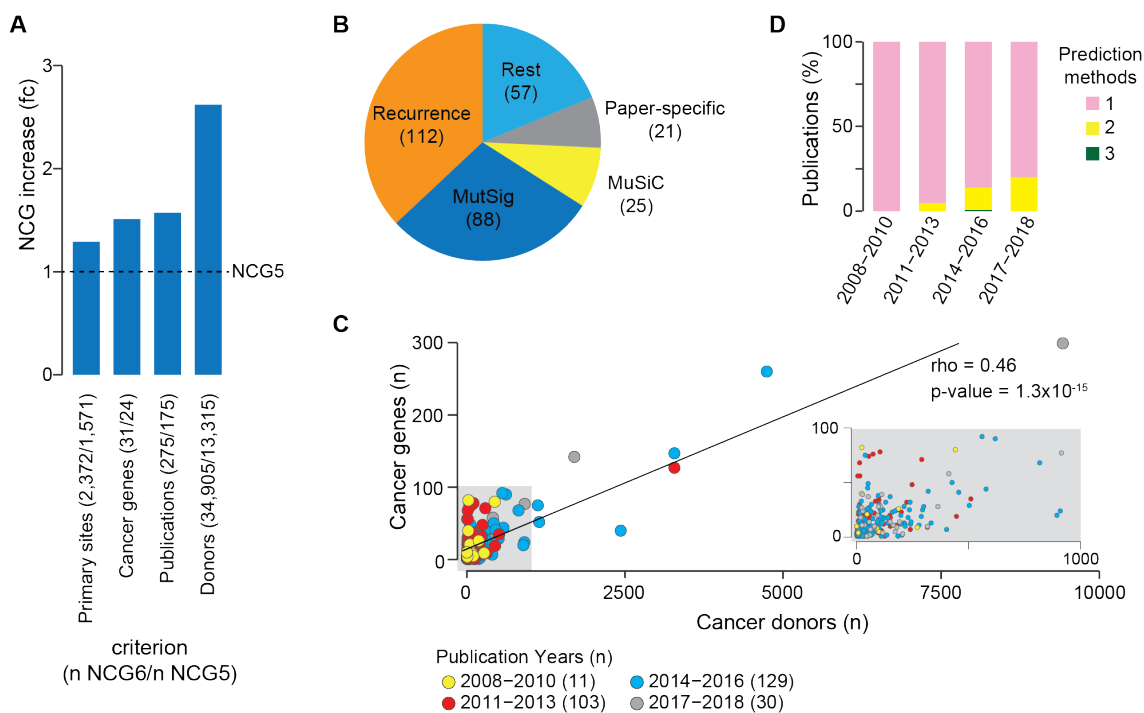 A
NCG increase (fc)
3
2
1
0
NCG5
Primary sites (2,372/1,571)
Cancer genes (31/24)
Publications (275/175)
Donors (34,905/13,315)
criterion
(n NCG6/n NCG5)
B
Rest
(57)
Paper-specific
(21)
MuSiC
(25)
MutSig
(88)
Recurrence
(112)
D
Publications (%)
100
50
0
2008−2010
2011−2013
2014−2016
2017−2018
Prediction
methods
1
2
3
C
Cancer genes (n)
300
200
100
0
0
2500
5000
7500
10000
Cancer donors (n)
rho = 0.46
p-value = 1.3x10⁻¹⁵
100
0
0
1000
Publication Years (n)
2008−2010 (11)
2011−2013 (103)
2014−2016 (129)
2017−2018 (30)